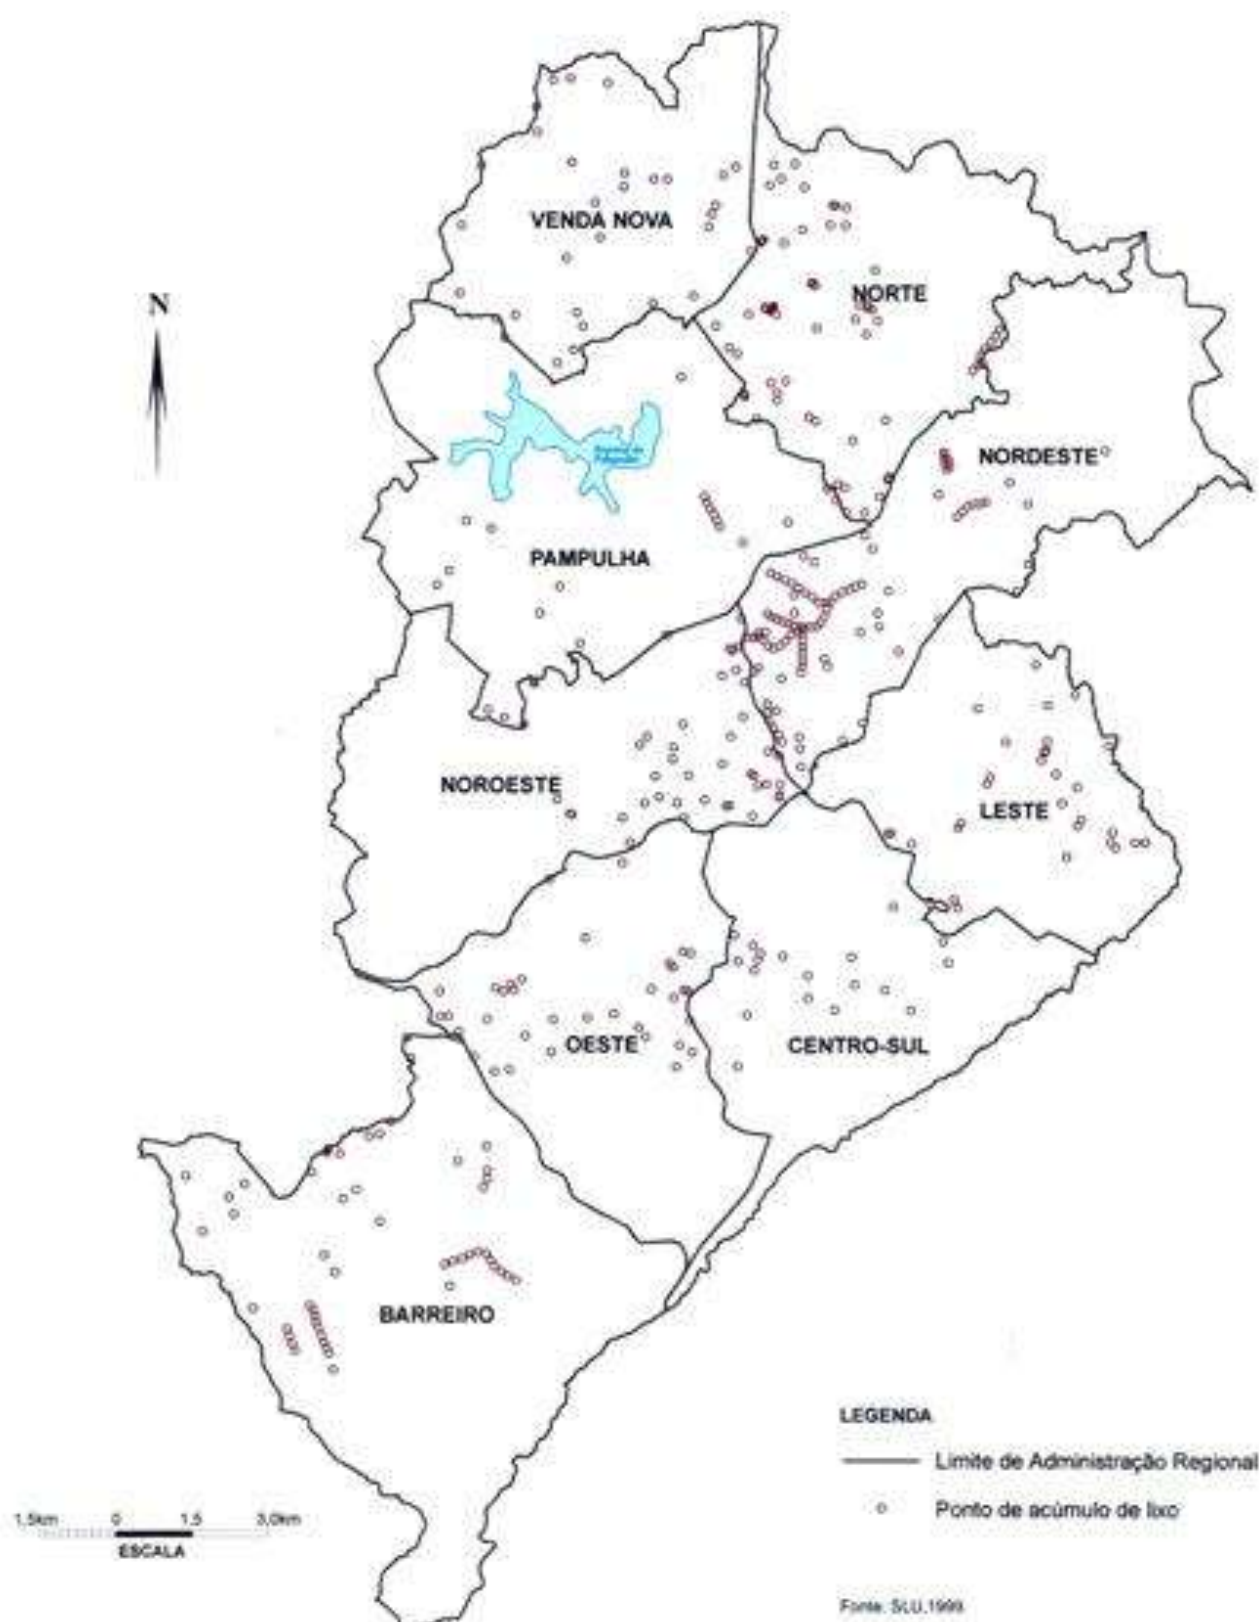 N
VENDA NOVA
NORTE
NORDESTE
PAMPULHA
NOROESTE
LESTE
OESTE
CENTRO-SUL
BARREIRO
LEGENDA
Limite de Administração Regional
Ponto de acúmulo de lixo
1,5km 0 1,5 3,0km
ESCALA
Fonte: SLU,1999.